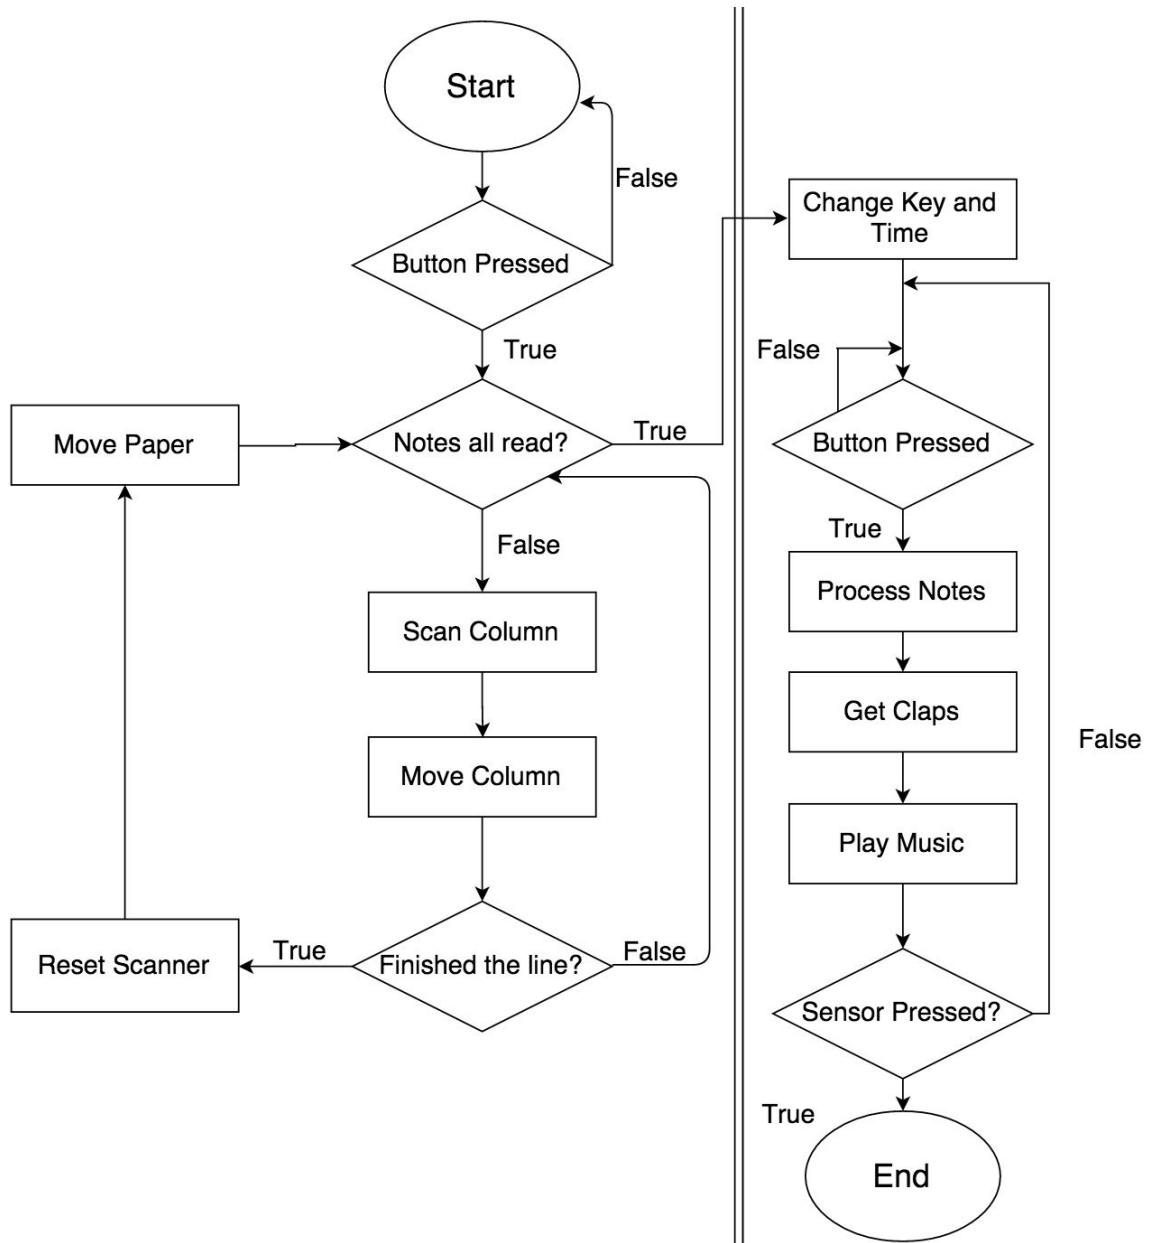 Start
False
Button Pressed
True
Move Paper
Notes all read?
True
False
Scan Column
Move Column
Finished the line?
True
False
Reset Scanner
Change Key and
Time
False
Button Pressed
True
Process Notes
Get Claps
Play Music
False
Sensor Pressed?
True
End